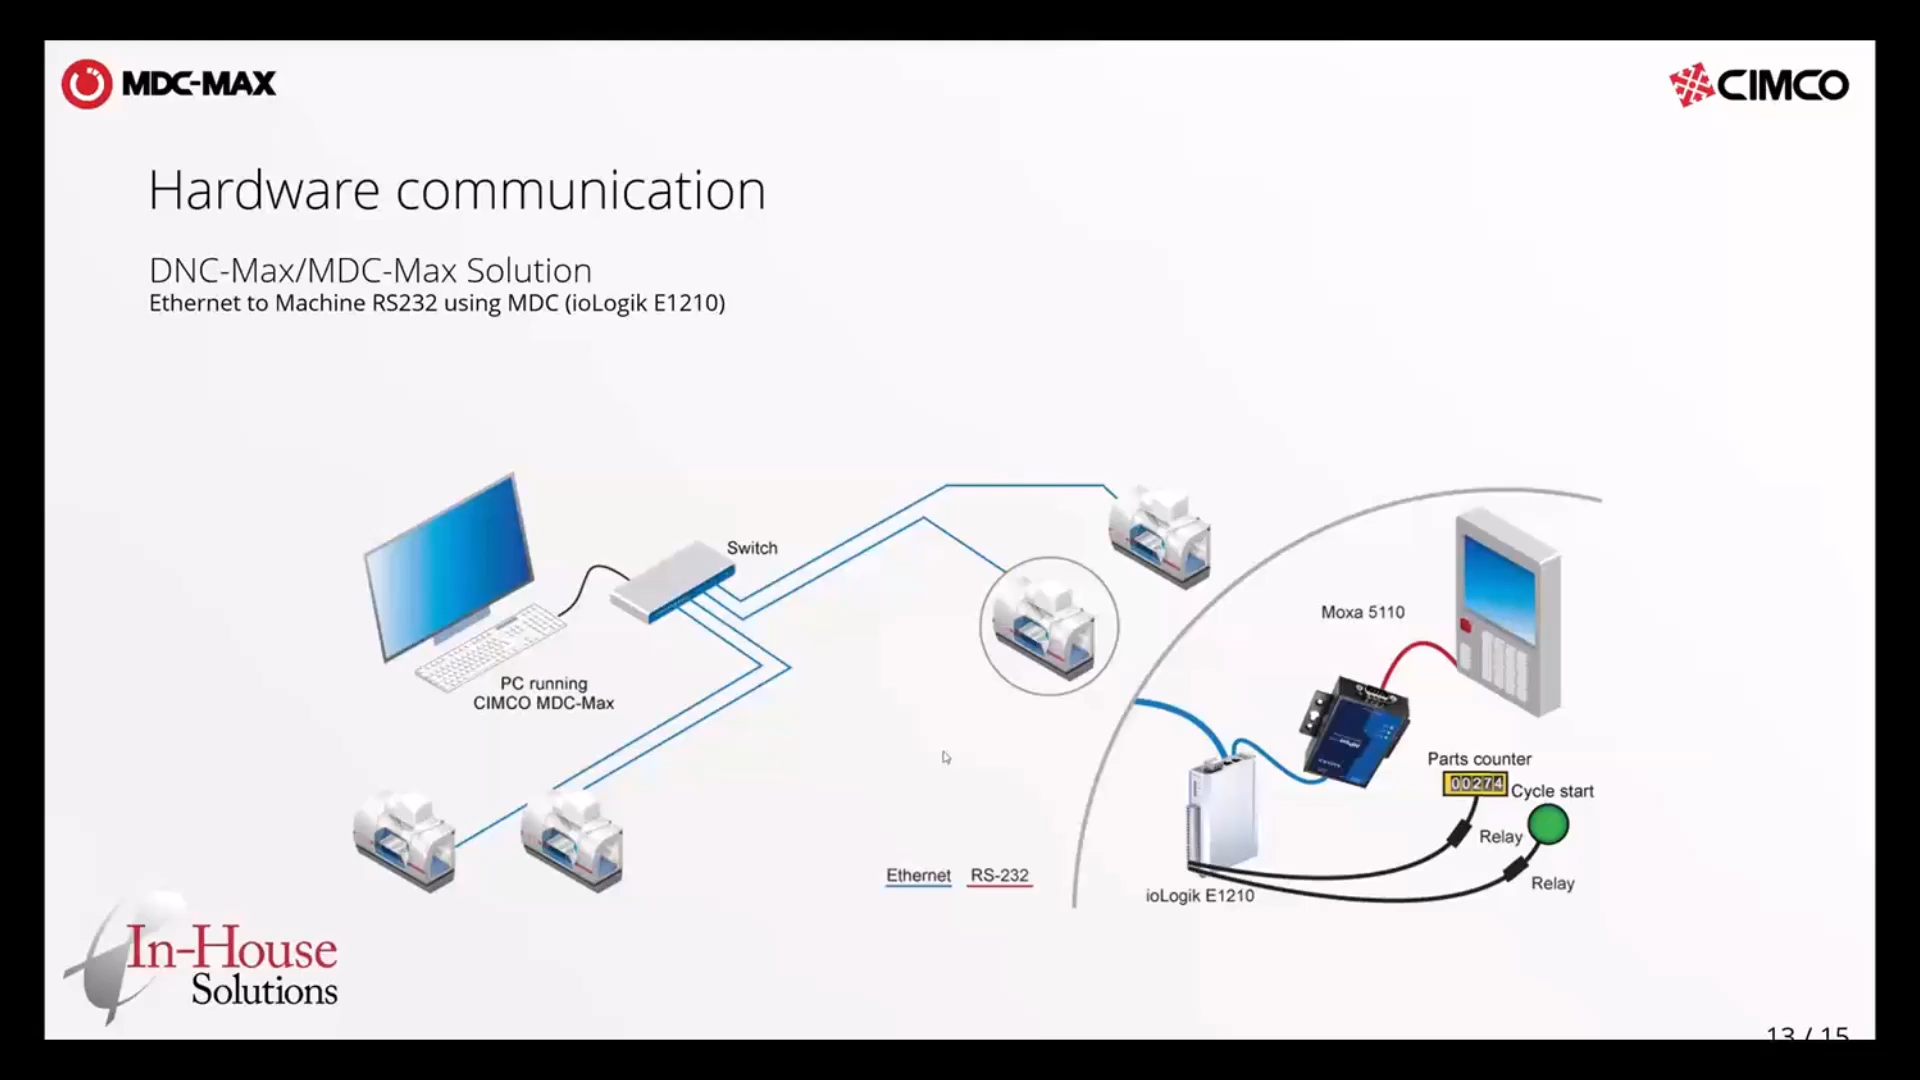 MDC-MAX
CIMCO
Hardware communication
DNC-Max/MDC-Max Solution
Ethernet to Machine RS232 using MDC (ioLogik E1210)
Switch
PC running
CIMCO MDC-Max
Moxa 5110
Parts counter
00274
Cycle start
Relay
Relay
Ethernet RS-232
ioLogik E1210
In-House
Solutions
13 / 15